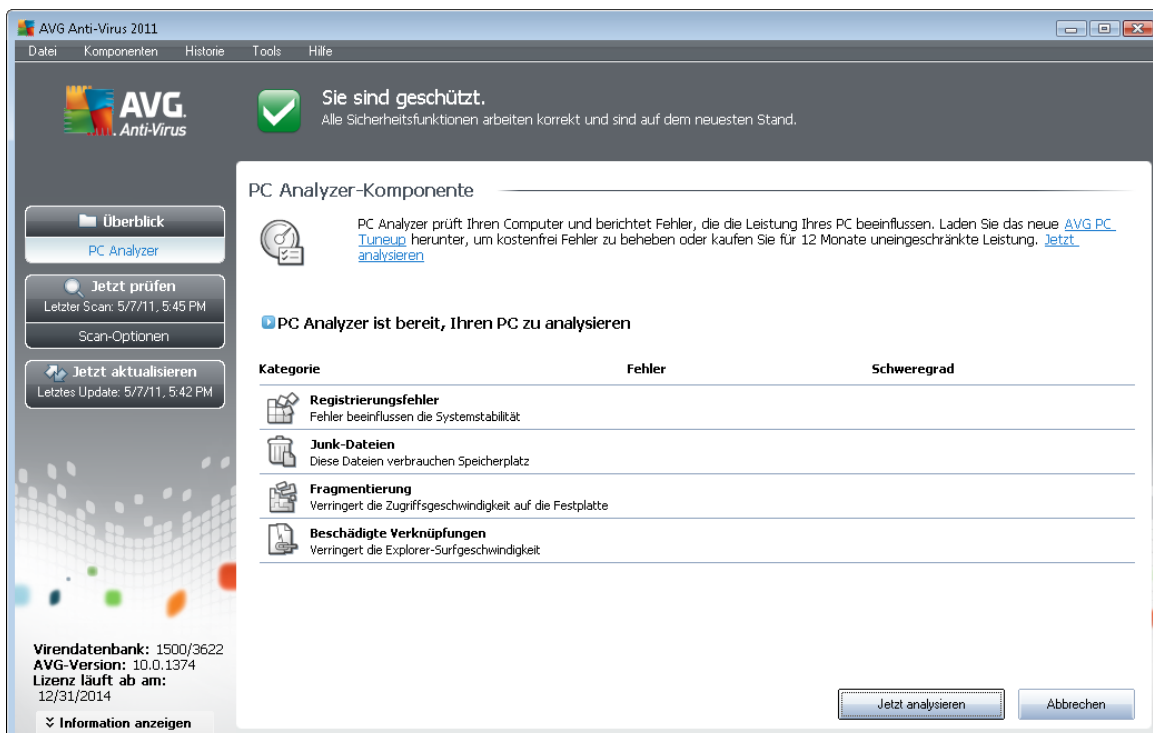 AVG Anti-Virus 2011
Datei Komponenten Historie Tools Hilfe
AVG.
Anti-Virus
Sie sind geschützt.
Alle Sicherheitsfunktionen arbeiten korrekt und sind auf dem neuesten Stand.
Überblick
PC Analyzer
Jetzt prüfen
Letzter Scan: 5/7/11, 5:45 PM
Scan-Optionen
Jetzt aktualisieren
Letztes Update: 5/7/11, 5:42 PM
Virendatenbank: 1500/3622
AVG-Version: 10.0.1374
Lizenz läuft ab am:
12/31/2014
Information anzeigen
PC Analyzer-Komponente
PC Analyzer prüft Ihren Computer und berichtet Fehler, die die Leistung Ihres PC beeinflussen. Laden Sie das neue AVG PC
Tuneup herunter, um kostenfrei Fehler zu beheben oder kaufen Sie für 12 Monate uneingeschränkte Leistung. Jetzt
analysieren
PC Analyzer ist bereit, Ihren PC zu analysieren
Kategorie Fehler Schweregrad
Registrierungsfehler
Fehler beeinflussen die Systemstabilität
Junk-Dateien
Diese Dateien verbrauchen Speicherplatz
Fragmentierung
Verringert die Zugriffsgeschwindigkeit auf die Festplatte
Beschädigte Verknüpfungen
Verringert die Explorer-Surfgeschwindigkeit
Jetzt analysieren Abbrechen